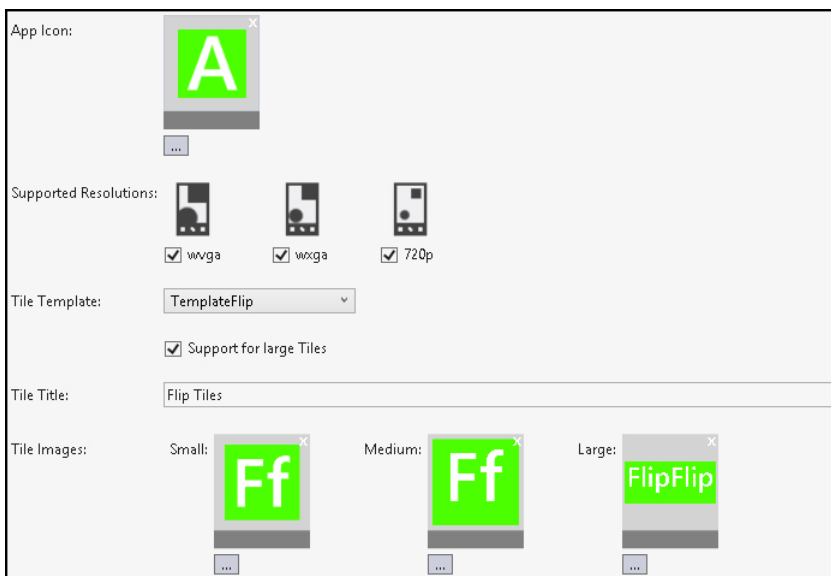 App Icon:
x
A
...
Supported Resolutions:
wvga wxga 720p
Tile Template: TemplateFlip
Support for large Tiles
Tile Title: Flip Tiles
Tile Images: Small: Medium: Large:
x x x
Ff Ff FlipFlip
... ... ...